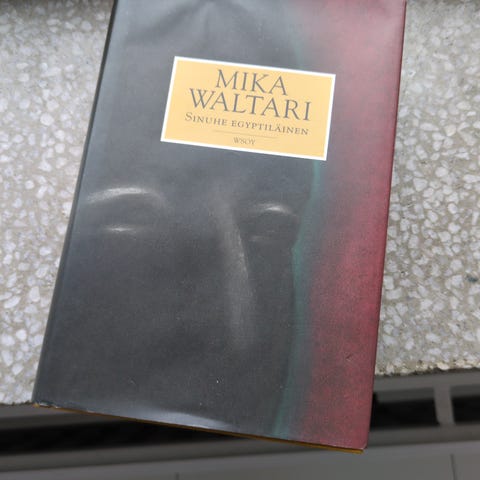 MIKA
WALTARI
SINUHE EGYPTILÄINEN
WSOY